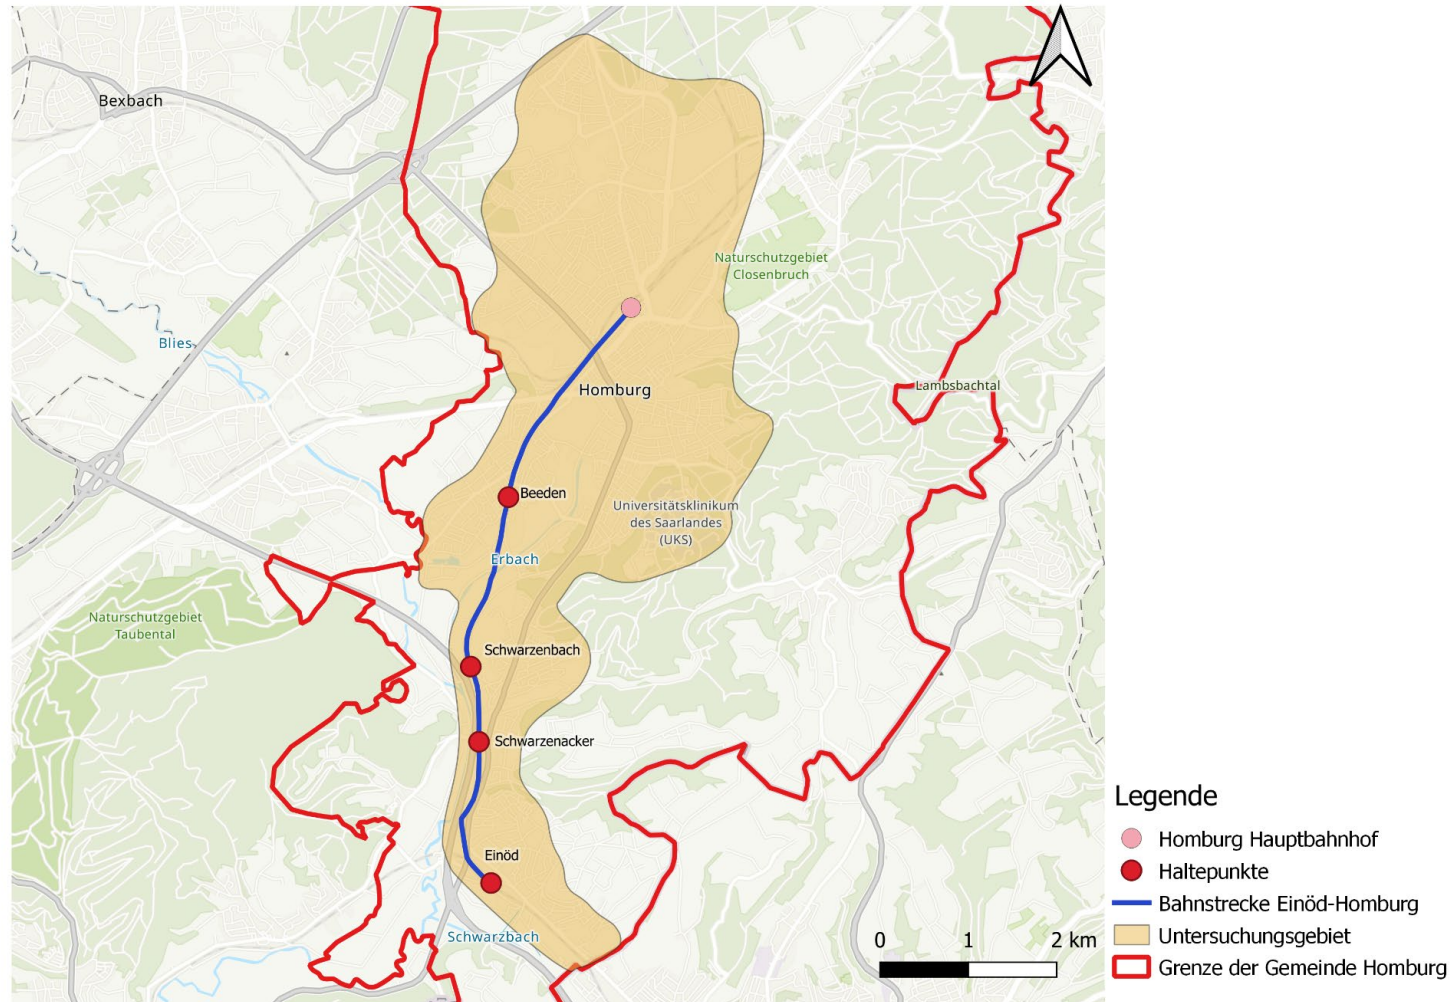 Bexbach
Naturschutzgebiet
Closenbruch
Blies
Homburg
Lambsbachtal
Beeden
Universitätsklinikum
des Saarlandes
(UKS)
Erbach
Naturschutzgebiet
Taubental
Schwarzenbach
Schwarzenacker
Einöd
Schwarzbach
0 1 2 km
Legende
Homburg Hauptbahnhof
Haltepunkte
Bahnstrecke Einöd-Homburg
Untersuchungsgebiet
Grenze der Gemeinde Homburg